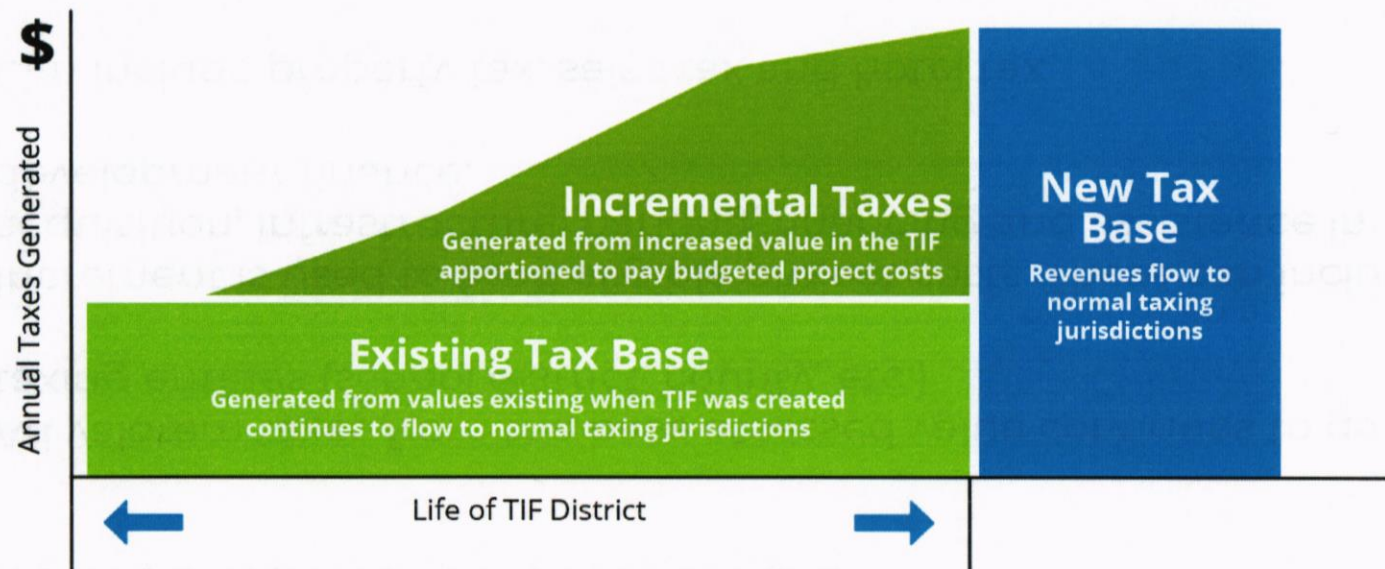 $
Annual Taxes Generated
Incremental Taxes
Generated from increased value in the TIF
apportioned to pay budgeted project costs
Existing Tax Base
Generated from values existing when TIF was created
continues to flow to normal taxing jurisdictions
New Tax
Base
Revenues flow to
normal taxing
jurisdictions
Life of TIF District